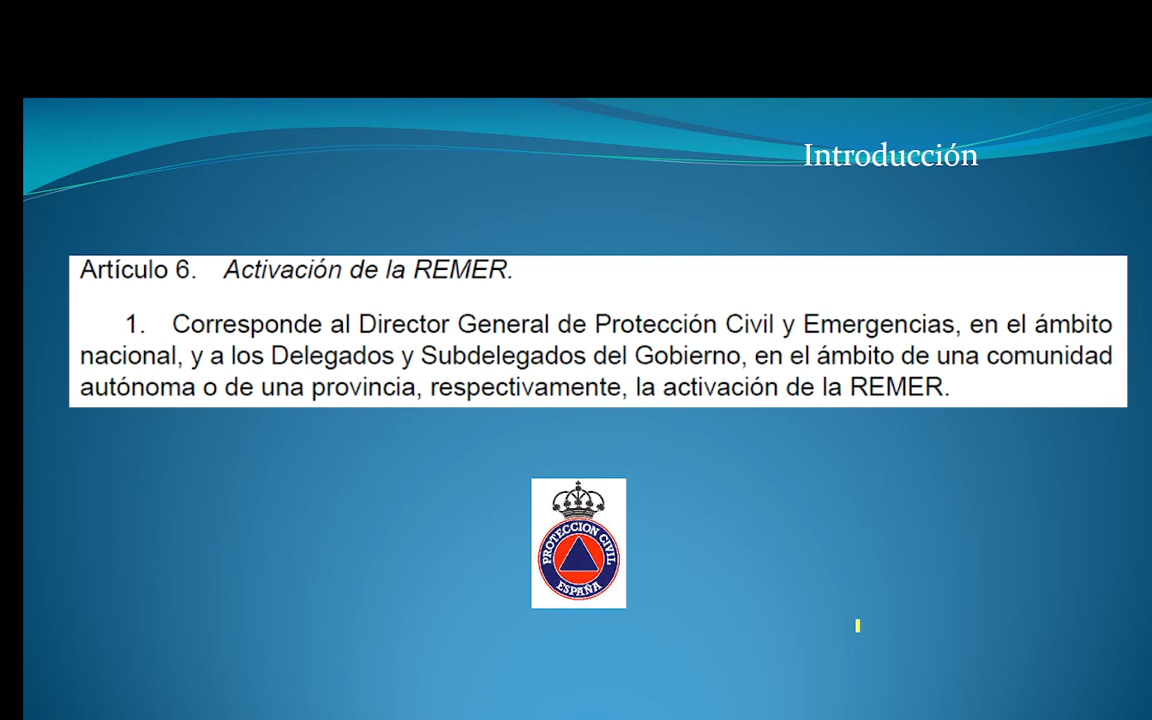 Introducción
Artículo 6. Activación de la REMER.
1. Corresponde al Director General de Protección Civil y Emergencias, en el ámbito
nacional, y a los Delegados y Subdelegados del Gobierno, en el ámbito de una comunidad
autónoma o de una provincia, respectivamente, la activación de la REMER.
PROTECCION CIVIL
ESPAÑA